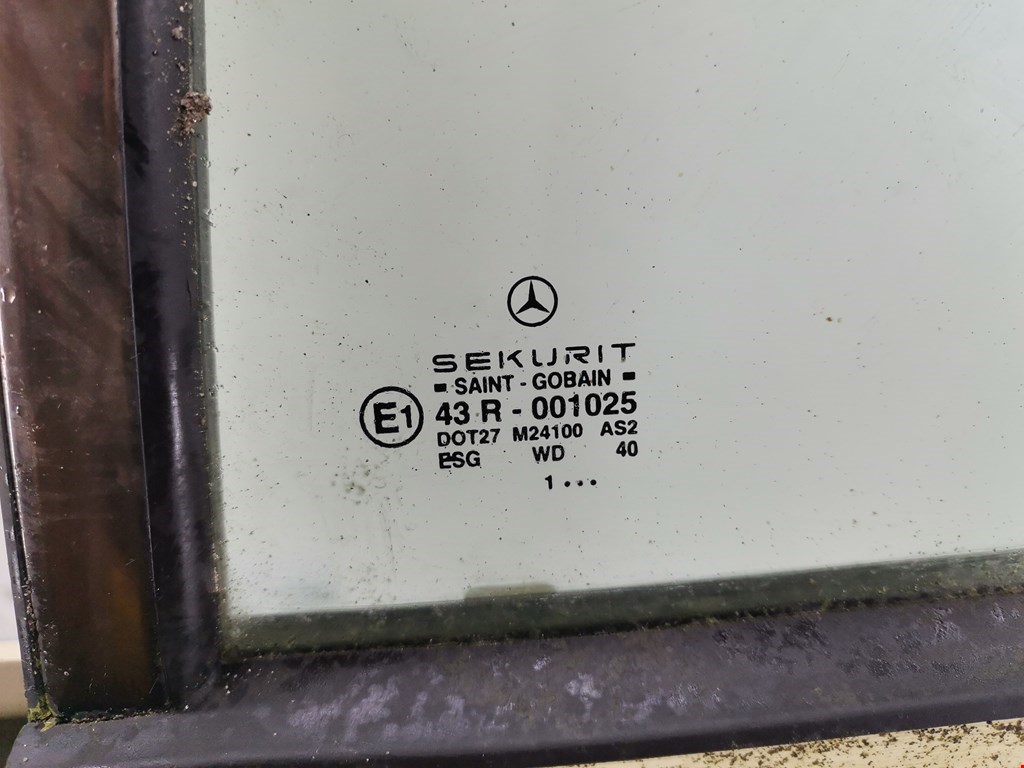 SEKURIT
SAINT - GOBAIN
E1 43 R - 001025
DOT27 M24100 AS2
ESG WD 40
1 ...